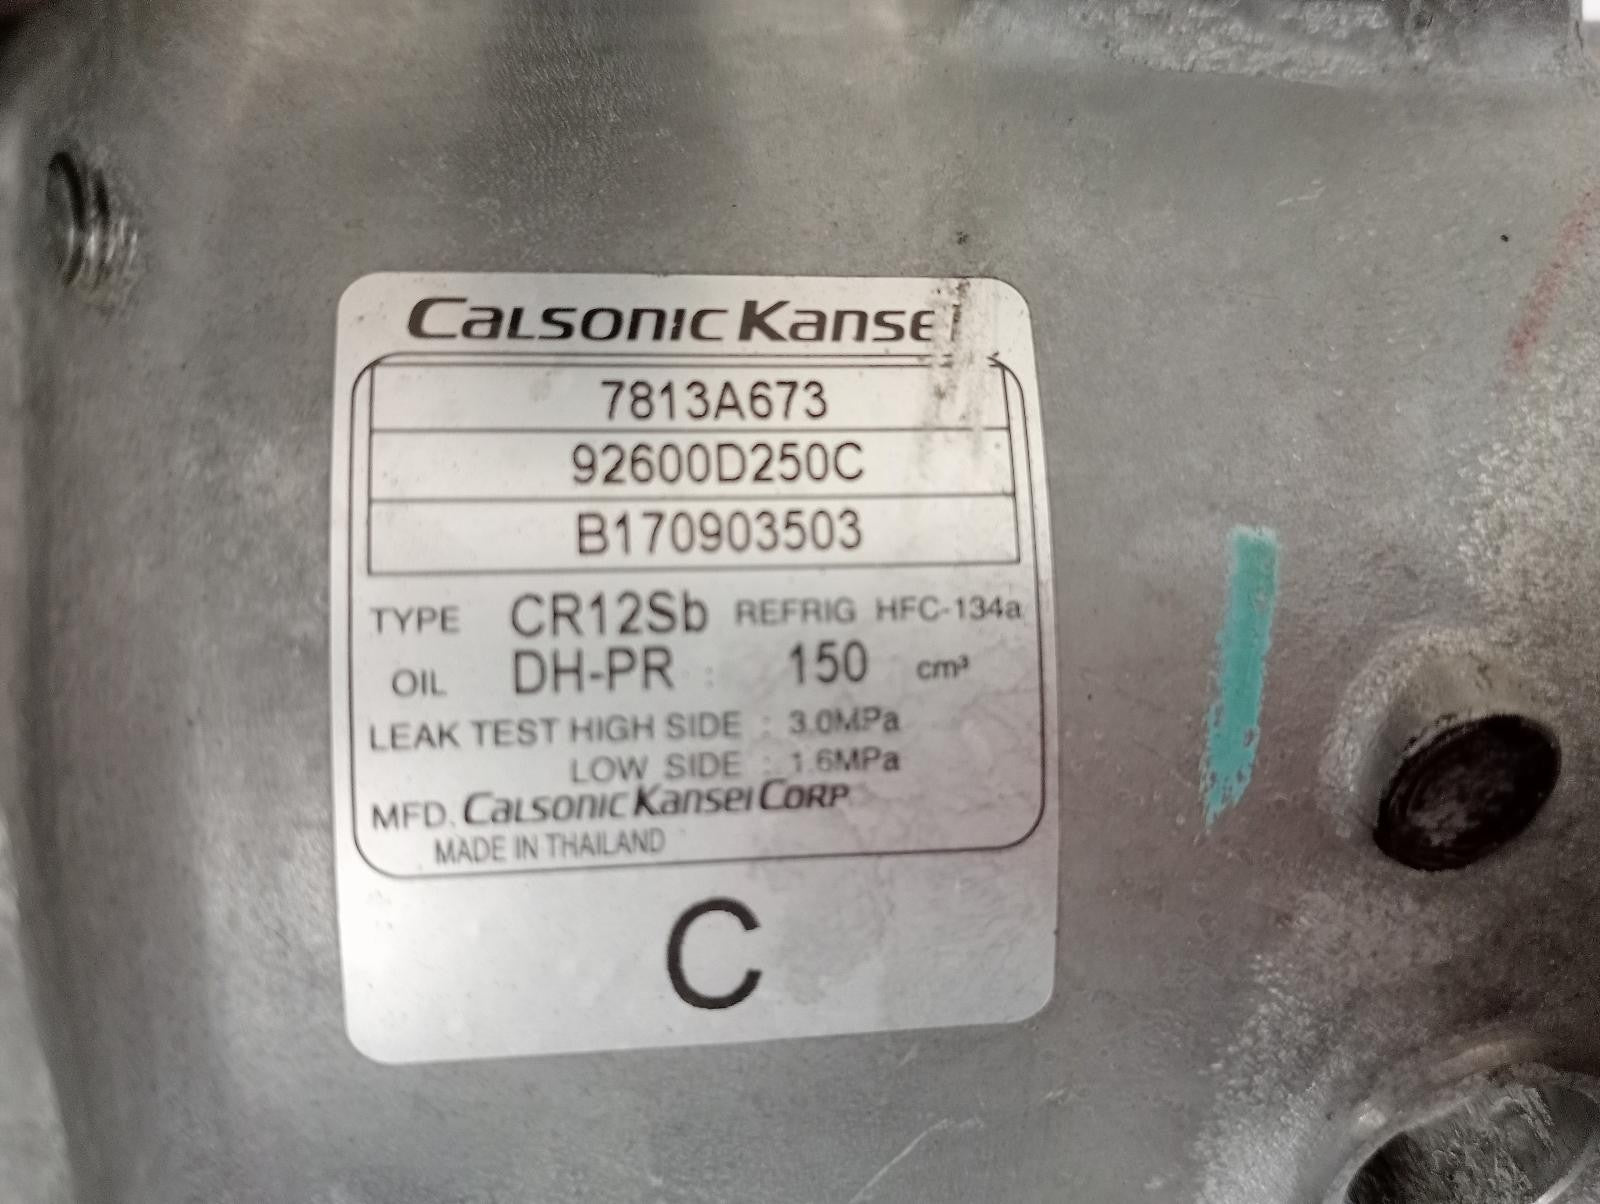 Calsonic Kansei
7813A673
92600D250C
B170903503
TYPE CR12Sb REFRIG HFC-134a
OIL DH-PR : 150 cm³
LEAK TEST HIGH SIDE : 3.0MPa
LOW SIDE : 1.6MPa
MFD. Calsonic Kansei Corp
MADE IN THAILAND
C